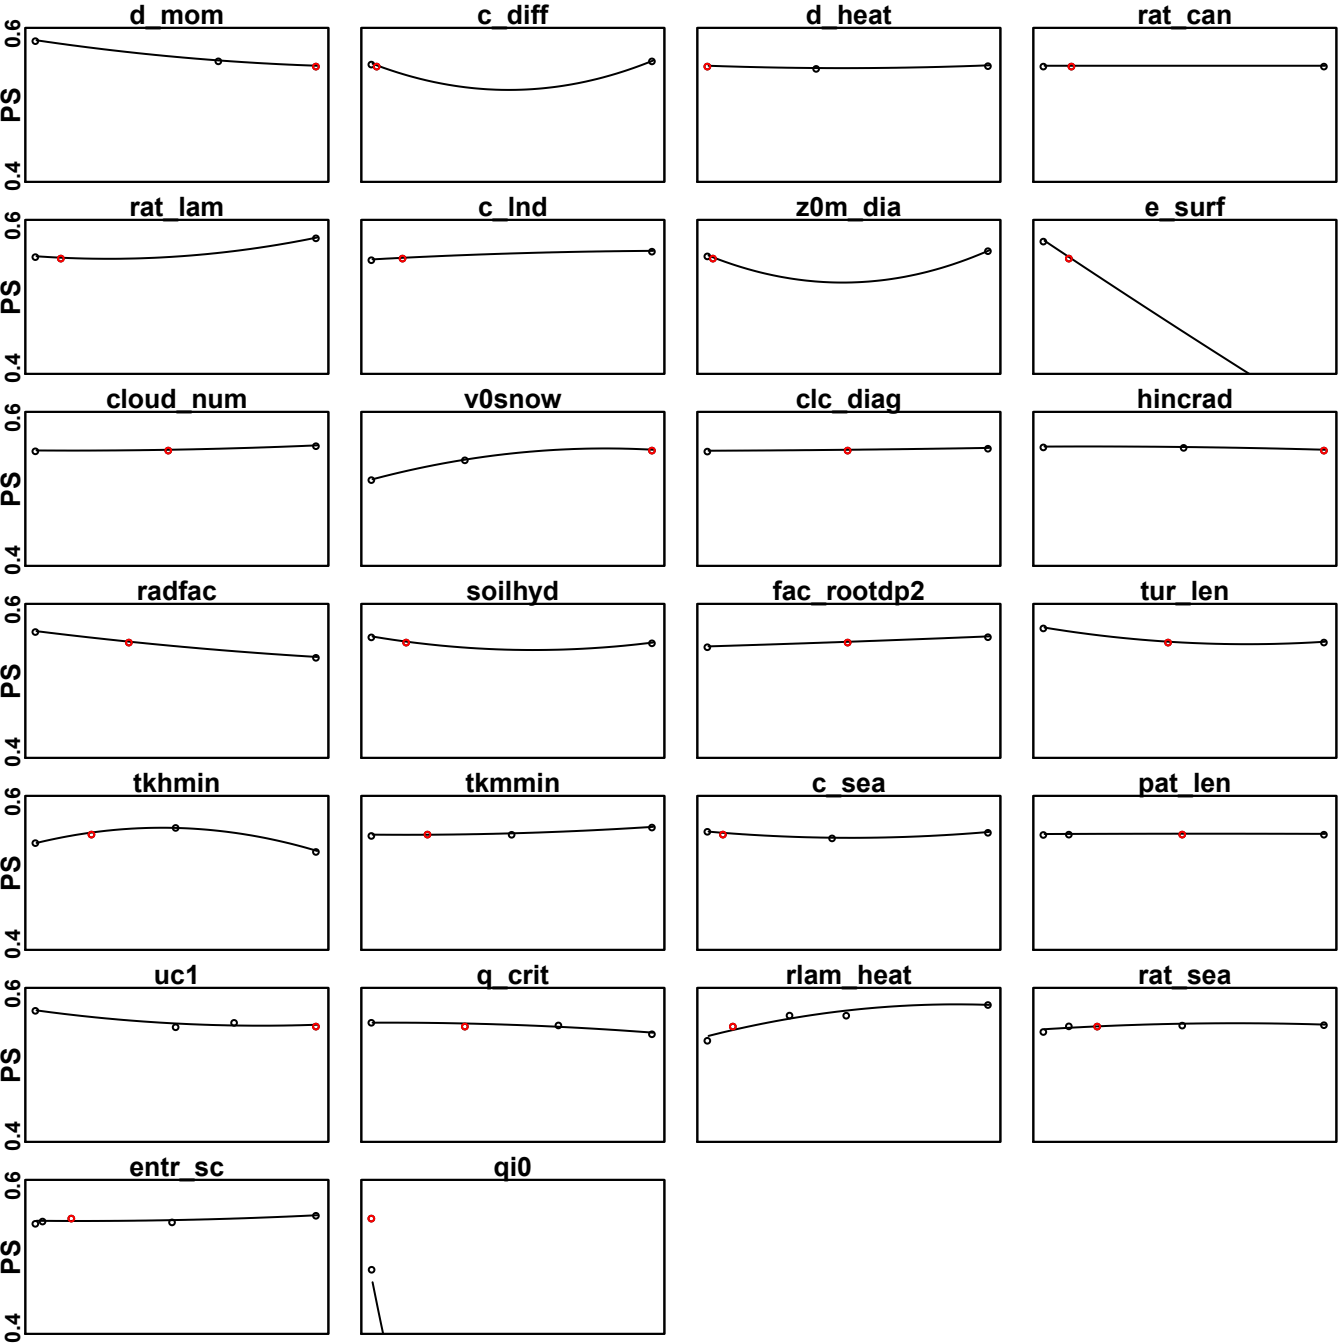 d_mom c_diff d_heat rat_can
0.6
PS
0.4
rat_lam c_lnd z0m_dia e_surf
0.6
PS
0.4
cloud_num v0snow clc_diag hincrad
0.6
PS
0.4
radfac soilhyd fac_rootdp2 tur_len
0.6
PS
0.4
tkhmin tkmmin c_sea pat_len
0.6
PS
0.4
uc1 q_crit rlam_heat rat_sea
0.6
PS
0.4
entr_sc qi0
0.6
PS
0.4